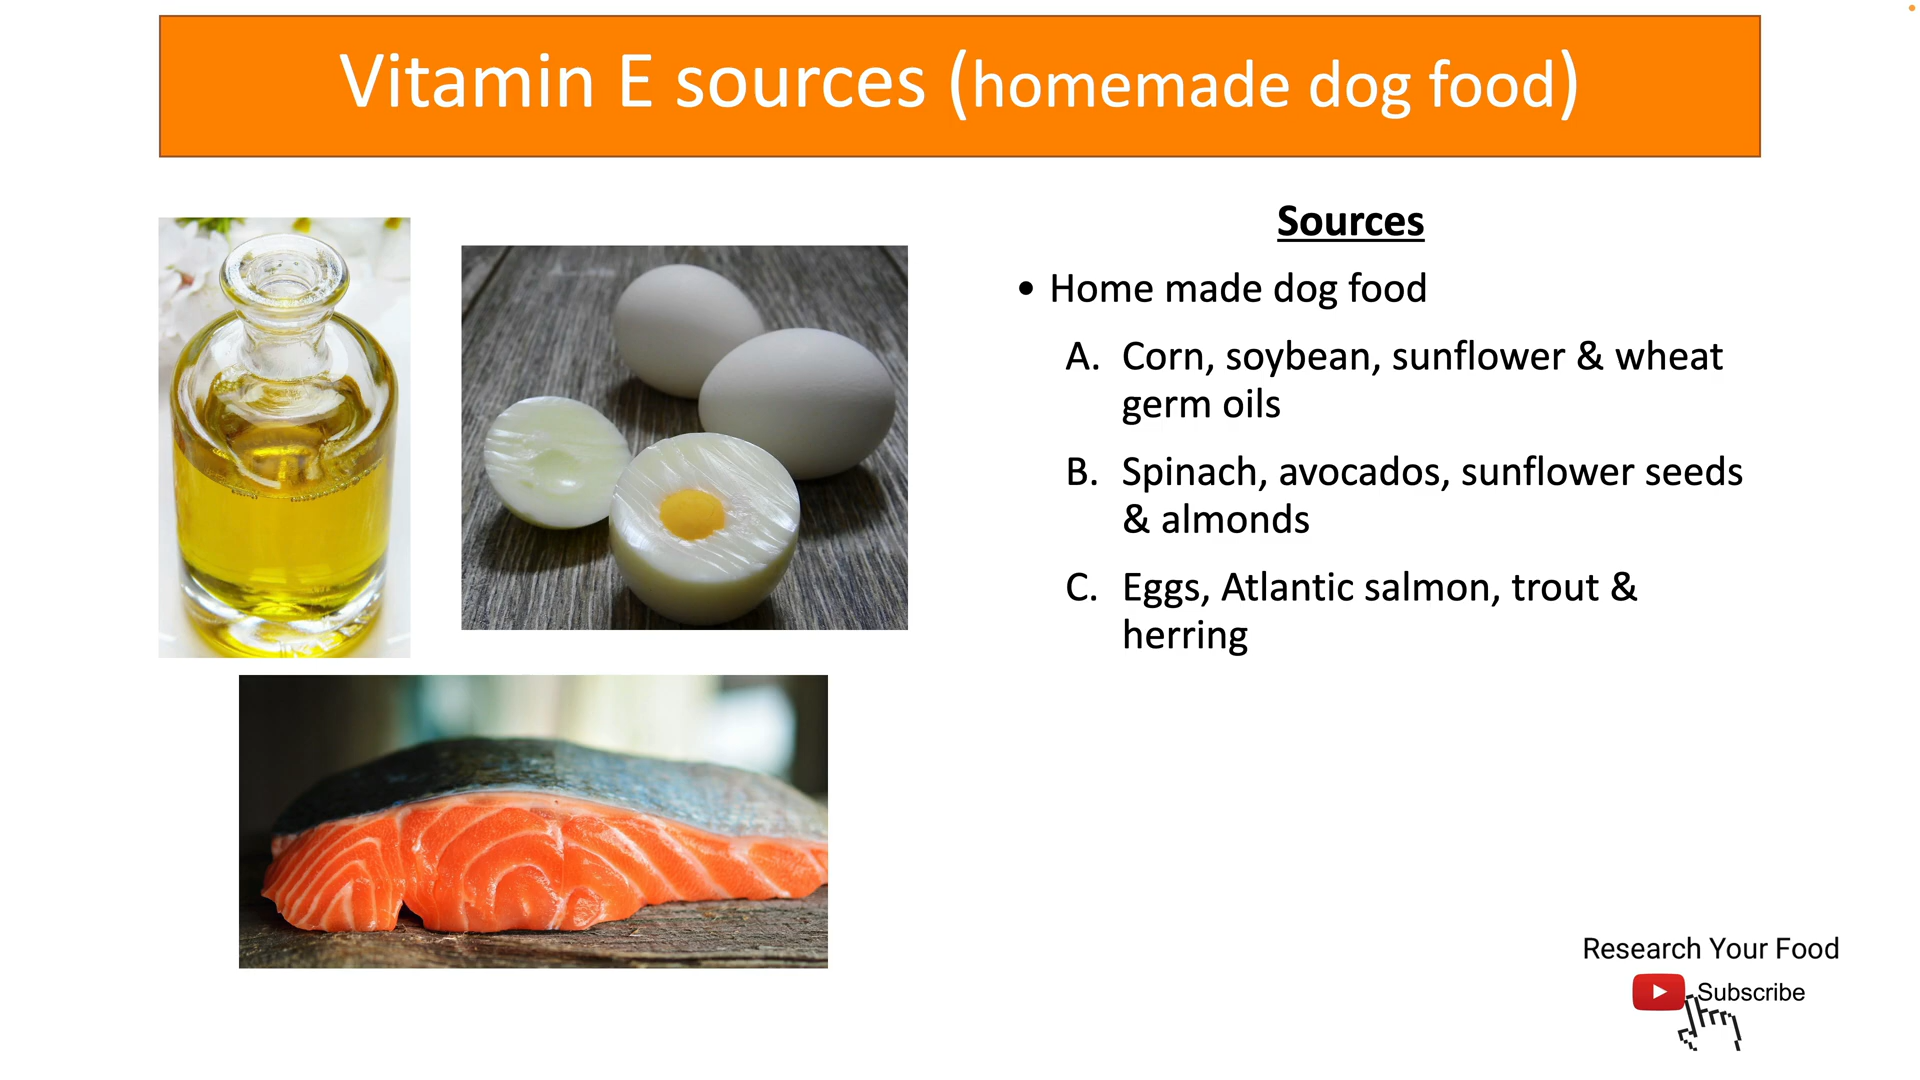 Vitamin E sources (homemade dog food)
Sources
• Home made dog food
A. Corn, soybean, sunflower & wheat
germ oils
B. Spinach, avocados, sunflower seeds
& almonds
C. Eggs, Atlantic salmon, trout &
herring
Research Your Food
Subscribe